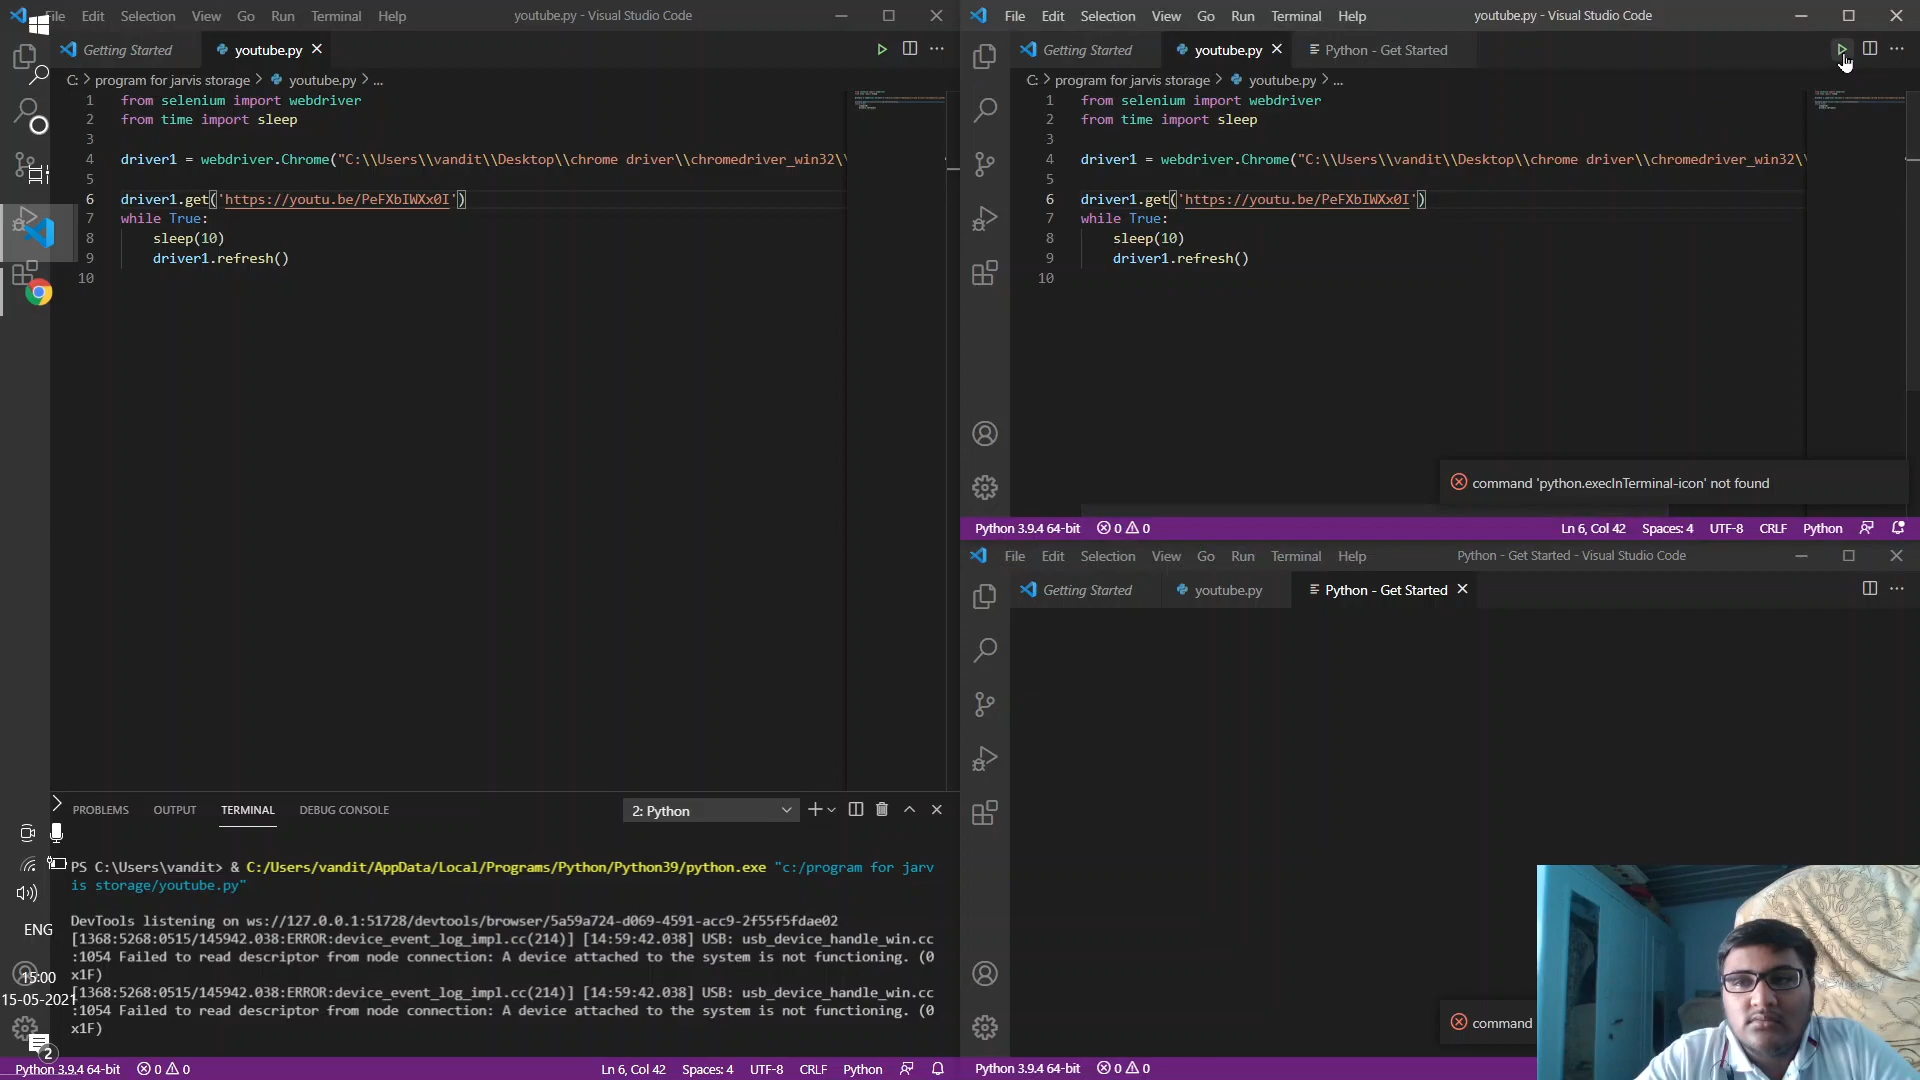 File Edit Selection View Go Run Terminal Help youtube.py - Visual Studio Code
Getting Started youtube.py
C: > program for jarvis storage > youtube.py > ...
1 from selenium import webdriver
2 from time import sleep
3
4 driver1 = webdriver.Chrome("C:\\Users\\vandit\\Desktop\\chrome driver\\chromedriver_win32\\
5
6 driver1.get('https://youtu.be/PeFXbIWXx0I')
7 while True:
8 sleep(10)
9 driver1.refresh()
10
PROBLEMS OUTPUT TERMINAL DEBUG CONSOLE 2: Python
PS C:\Users\vandit> & C:/Users/vandit/AppData/Local/Programs/Python/Python39/python.exe "c:/program for jarv
is storage/youtube.py"
DevTools listening on ws://127.0.0.1:51728/devtools/browser/5a59a724-d069-4591-acc9-2f55f5fdae02
[1368:5268:0515/145942.038:ERROR:device_event_log_impl.cc(214)] [14:59:42.038] USB: usb_device_handle_win.cc
:1054 Failed to read descriptor from node connection: A device attached to the system is not functioning. (0
x1F)
[1368:5268:0515/145942.038:ERROR:device_event_log_impl.cc(214)] [14:59:42.038] USB: usb_device_handle_win.cc
:1054 Failed to read descriptor from node connection: A device attached to the system is not functioning. (0
x1F)
ENG
15:00
15-05-2021
2
Python 3.9.4 64-bit 0 0 Ln 6, Col 42 Spaces: 4 UTF-8 CRLF Python
File Edit Selection View Go Run Terminal Help youtube.py - Visual Studio Code
Getting Started youtube.py Python - Get Started
C: > program for jarvis storage > youtube.py > ...
1 from selenium import webdriver
2 from time import sleep
3
4 driver1 = webdriver.Chrome("C:\\Users\\vandit\\Desktop\\chrome driver\\chromedriver_win32\\
5
6 driver1.get('https://youtu.be/PeFXbIWXx0I')
7 while True:
8 sleep(10)
9 driver1.refresh()
10
command 'python.execInTerminal-icon' not found
Python 3.9.4 64-bit 0 0 Ln 6, Col 42 Spaces: 4 UTF-8 CRLF Python
File Edit Selection View Go Run Terminal Help Python - Get Started - Visual Studio Code
Getting Started youtube.py Python - Get Started
command
Python 3.9.4 64-bit 0 0